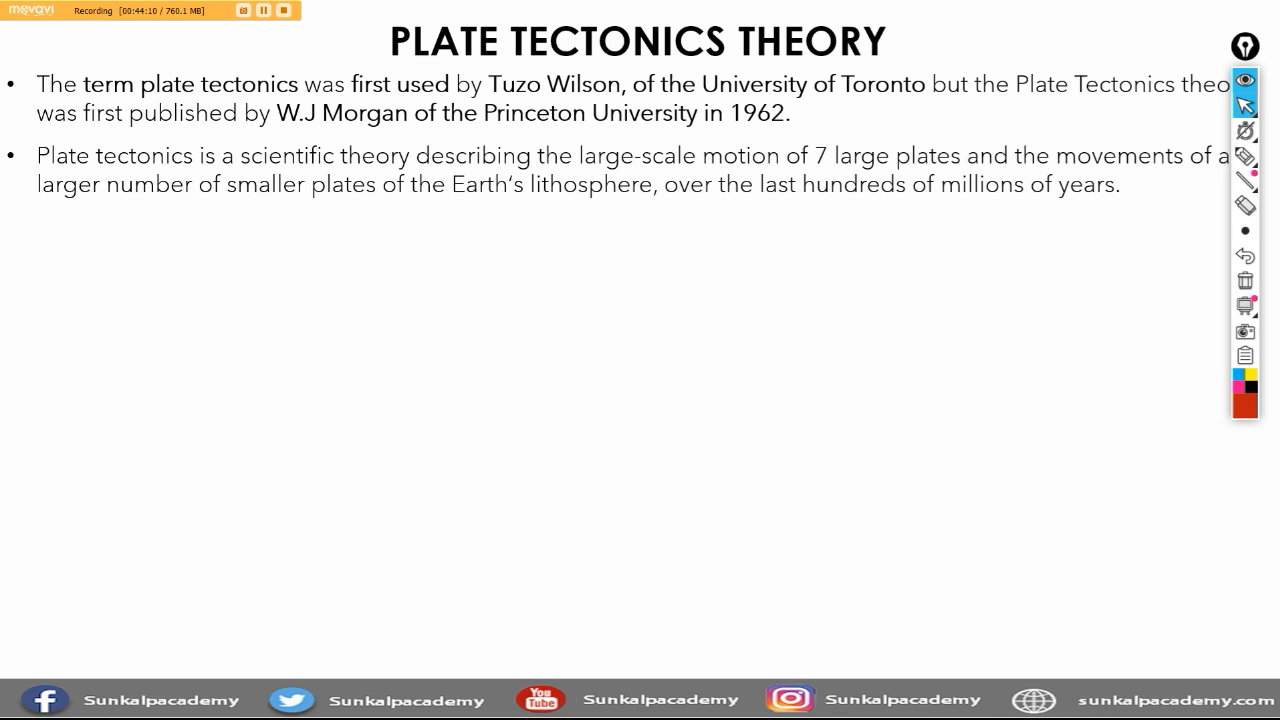 movavi Recording [00:44:10 / 760.1 MB]
PLATE TECTONICS THEORY
• The term plate tectonics was first used by Tuzo Wilson, of the University of Toronto but the Plate Tectonics theo
was first published by W.J Morgan of the Princeton University in 1962.
• Plate tectonics is a scientific theory describing the large-scale motion of 7 large plates and the movements of a
larger number of smaller plates of the Earth‘s lithosphere, over the last hundreds of millions of years.
f Sunkalpacademy Sunkalpacademy You Tube Sunkalpacademy Sunkalpacademy sunkalpacademy.com